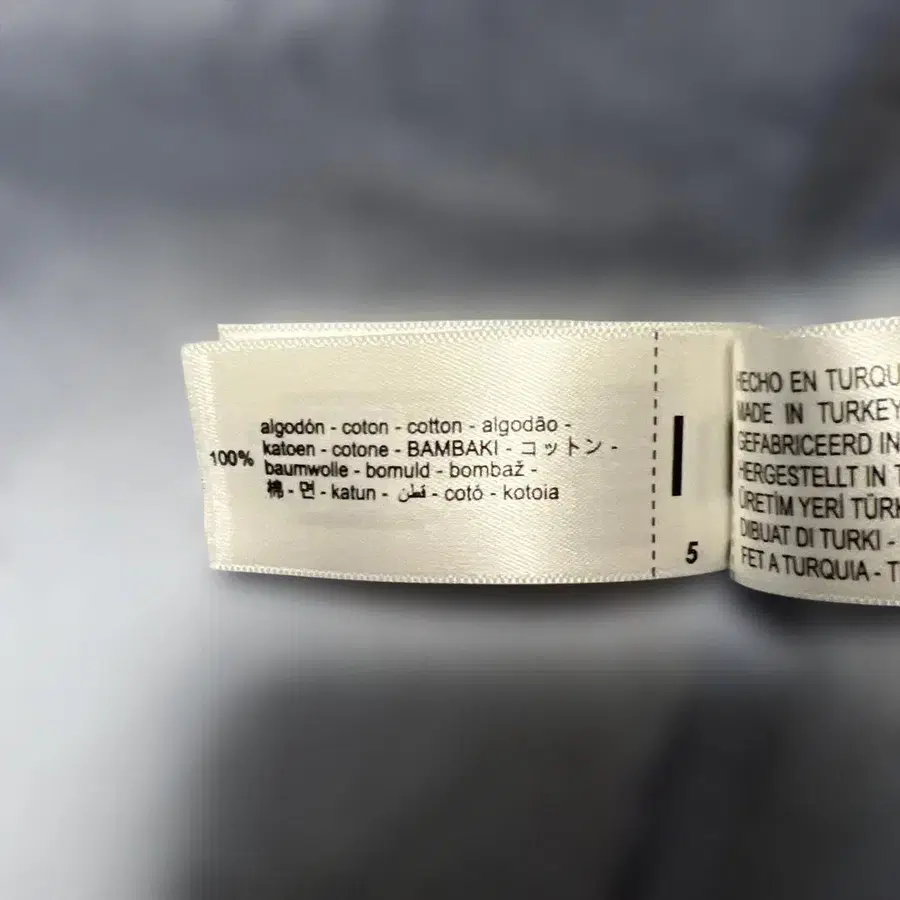 100%
algodón - coton - cotton - algodão -
katoen - cotone - BAMBAKI - コットン -
baumwolle - bomuld - bombaž -
棉 - 면 - katun - قطن - cotó - kotoia
5
HECHO EN TURQU
MADE IN TURKEY
GEFABRICEERD IN
HERGESTELLT IN T
ÜRETİM YERİ TÜRK
DIBUAT DI TURKI -
FET A TURQUIA - T